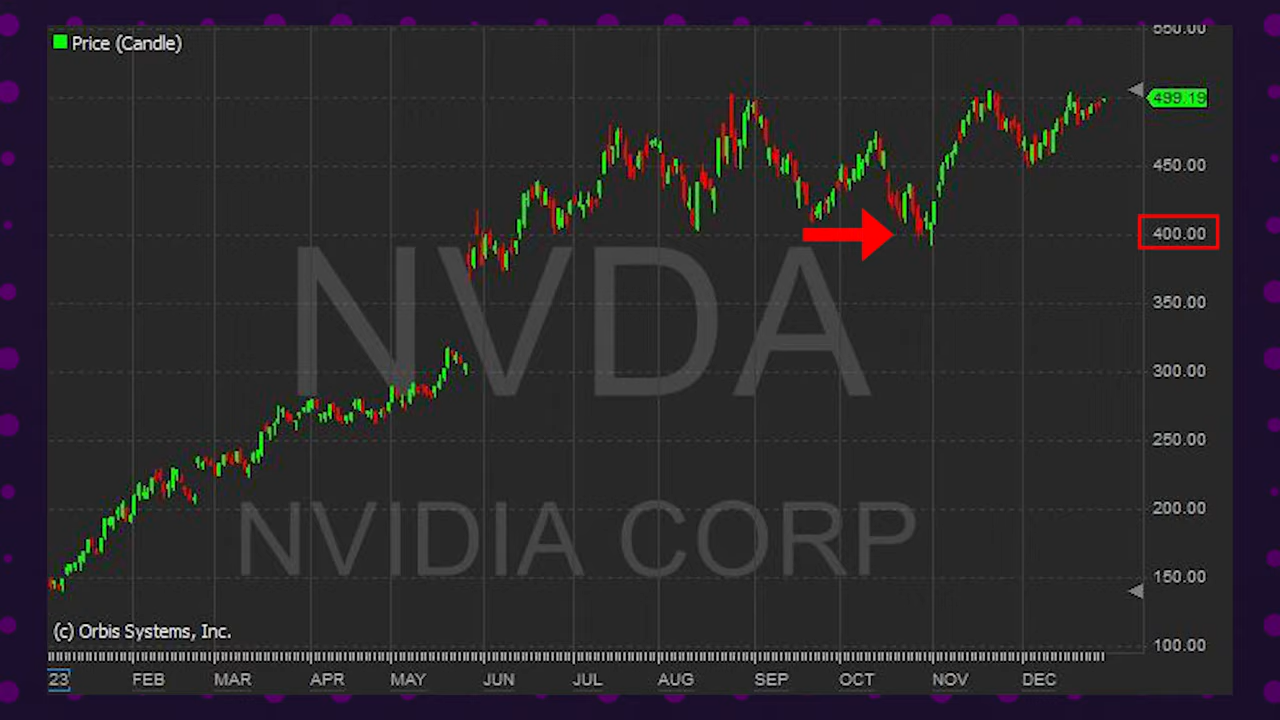 Price (Candle)
550.00
499.19
450.00
400.00
350.00
300.00
250.00
200.00
150.00
100.00
NVDA
NVIDIA CORP
(c) Orbis Systems, Inc.
23 FEB MAR APR MAY JUN JUL AUG SEP OCT NOV DEC